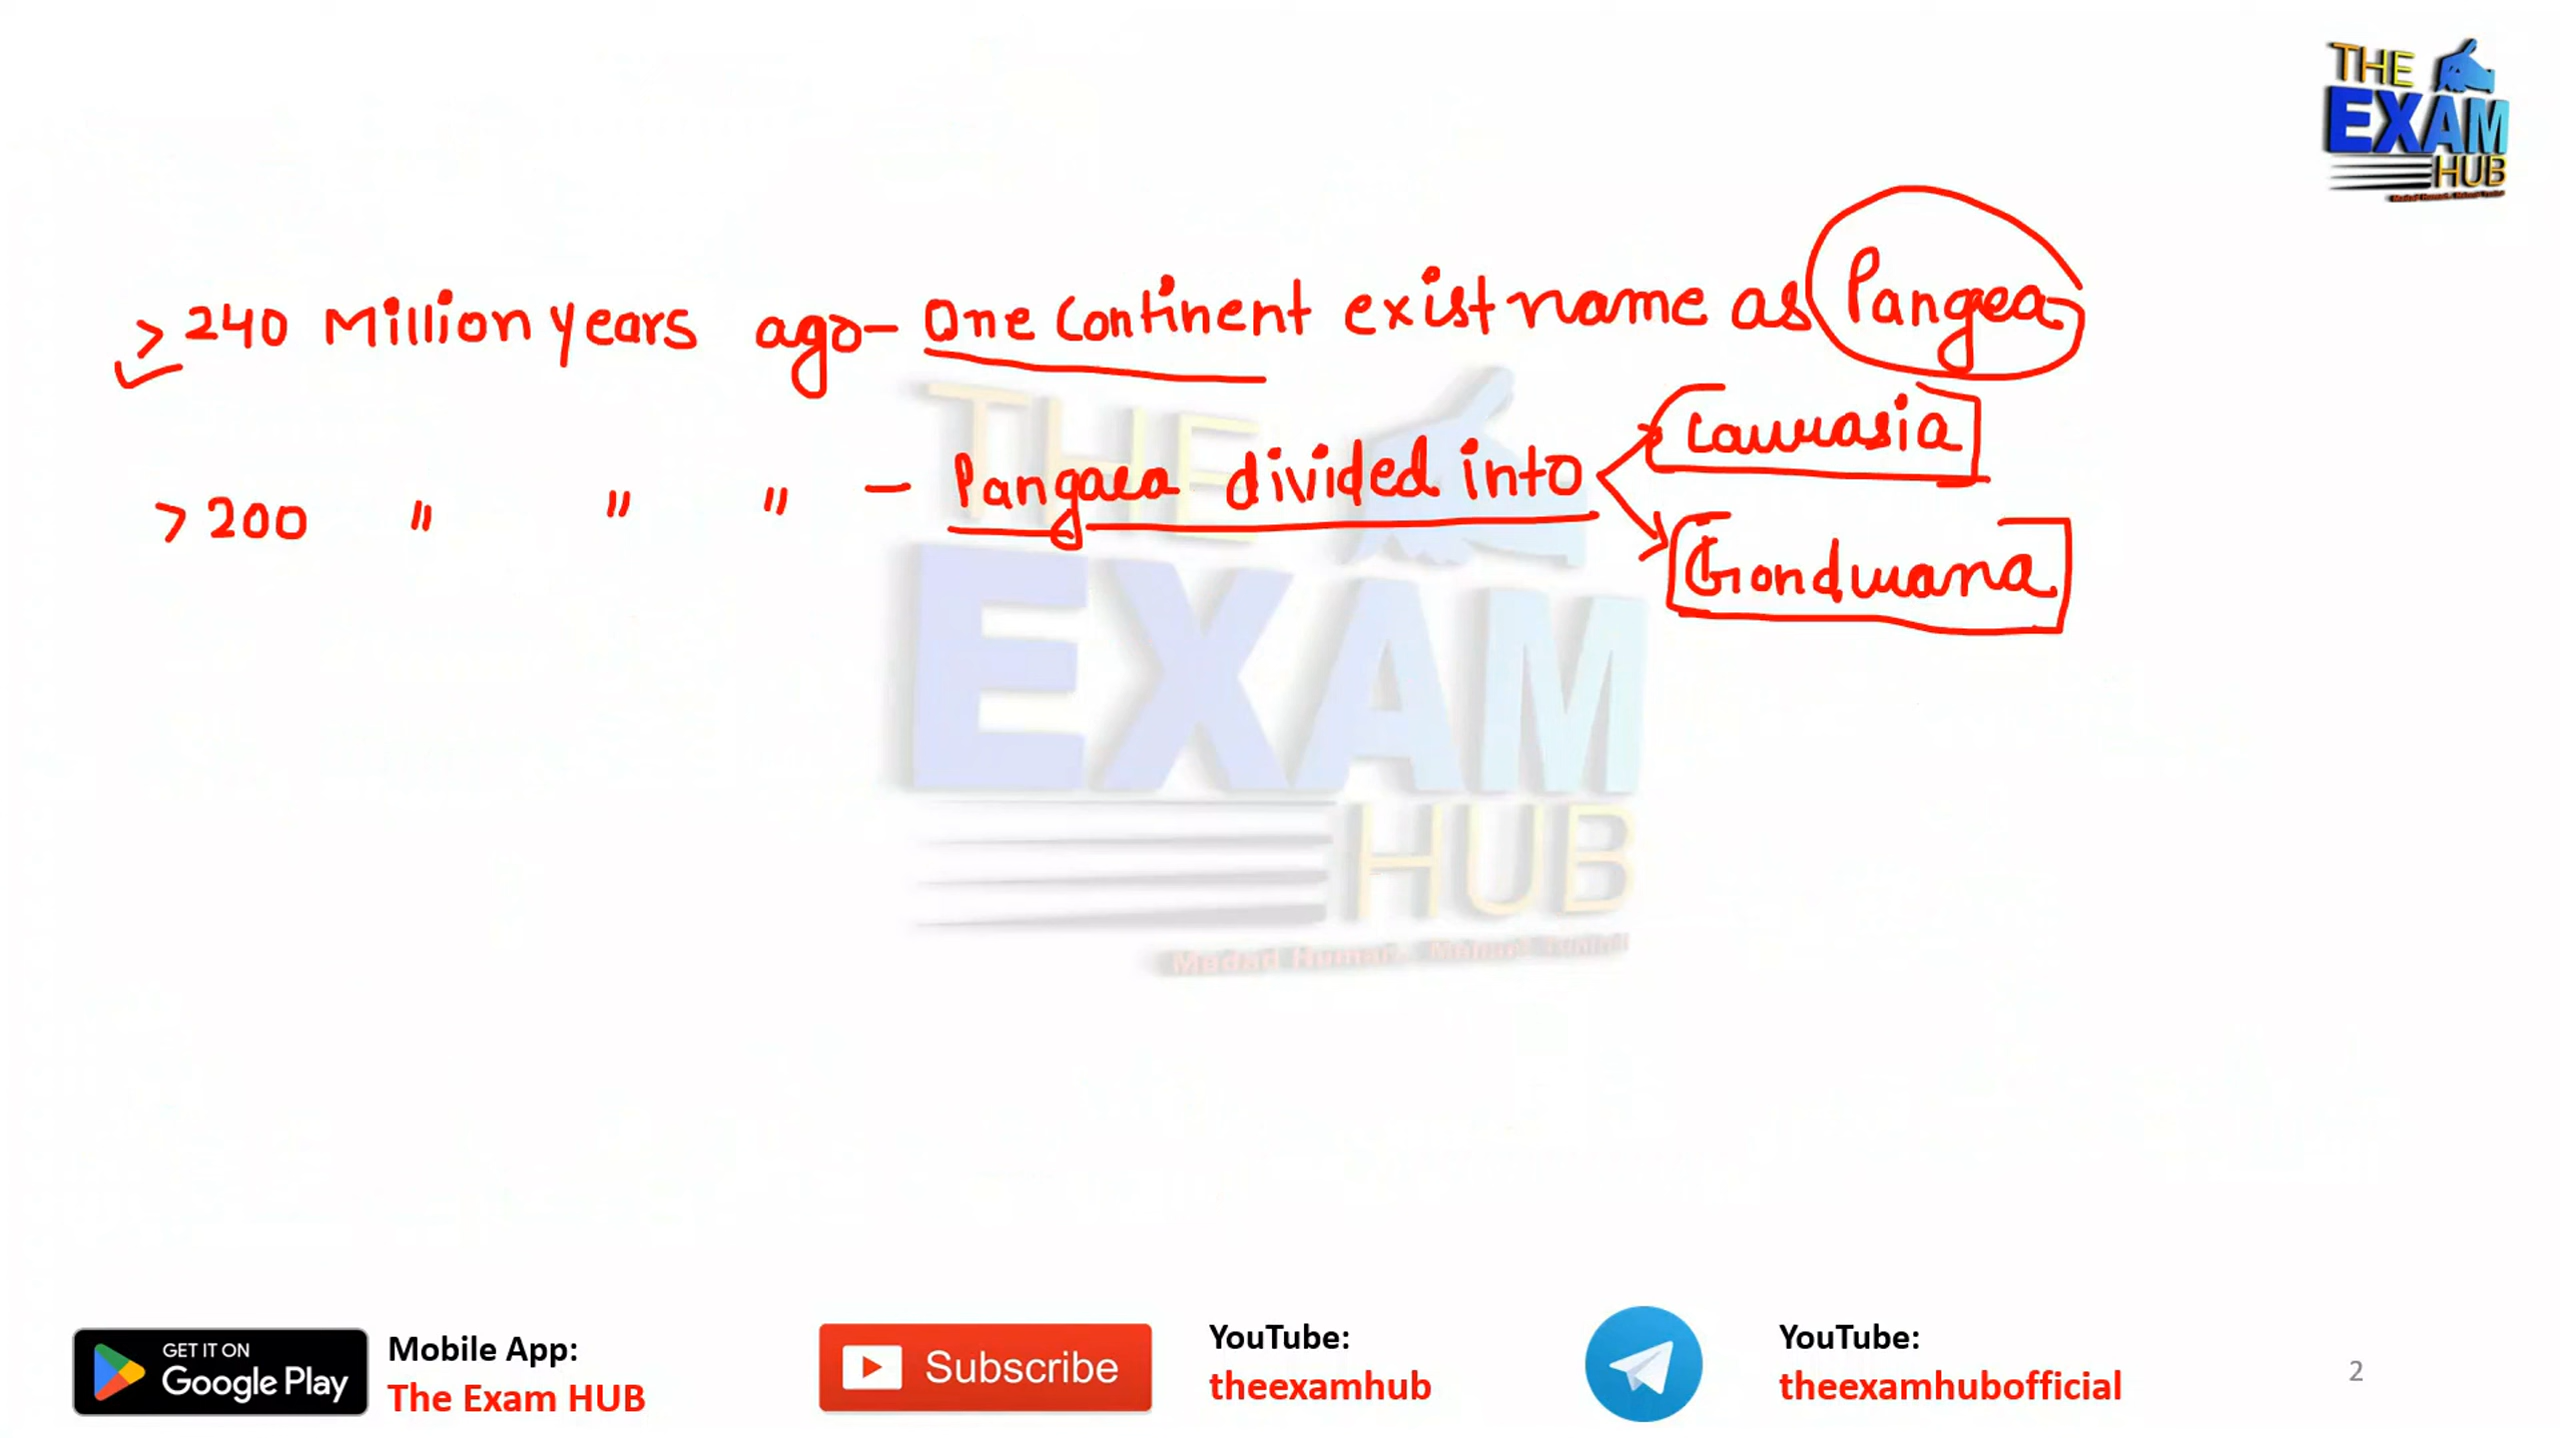 THE
EXAM
HUB
> 240 Million years ago - One continent exist name as Pangea
Laurasia
> 200 " " " - Pangaea divided into
Gondwana
THE
EXAM
HUB
GET IT ON
Google Play
Mobile App:
The Exam HUB
Subscribe
YouTube:
theexamhub
YouTube:
theexamhubofficial
2